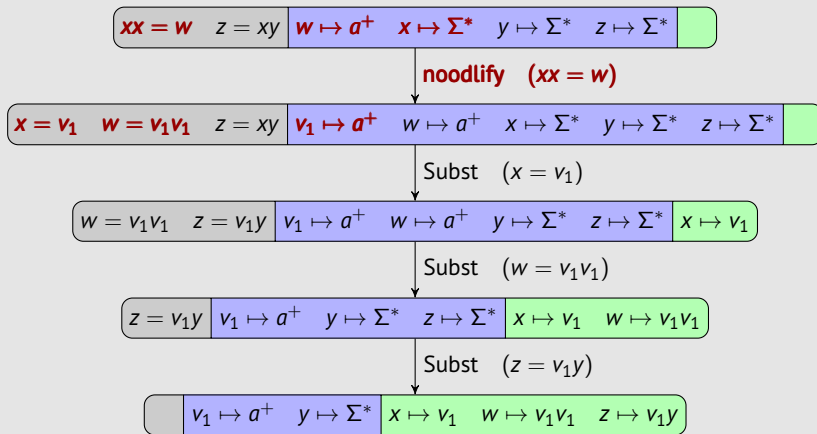 xx = w z = xy w ↦ a⁺ x ↦ Σ* y ↦ Σ* z ↦ Σ*
noodlify (xx = w)
x = v₁ w = v₁v₁ z = xy v₁ ↦ a⁺ w ↦ a⁺ x ↦ Σ* y ↦ Σ* z ↦ Σ*
Subst (x = v₁)
w = v₁v₁ z = v₁y v₁ ↦ a⁺ w ↦ a⁺ y ↦ Σ* z ↦ Σ* x ↦ v₁
Subst (w = v₁v₁)
z = v₁y v₁ ↦ a⁺ y ↦ Σ* z ↦ Σ* x ↦ v₁ w ↦ v₁v₁
Subst (z = v₁y)
v₁ ↦ a⁺ y ↦ Σ* x ↦ v₁ w ↦ v₁v₁ z ↦ v₁y